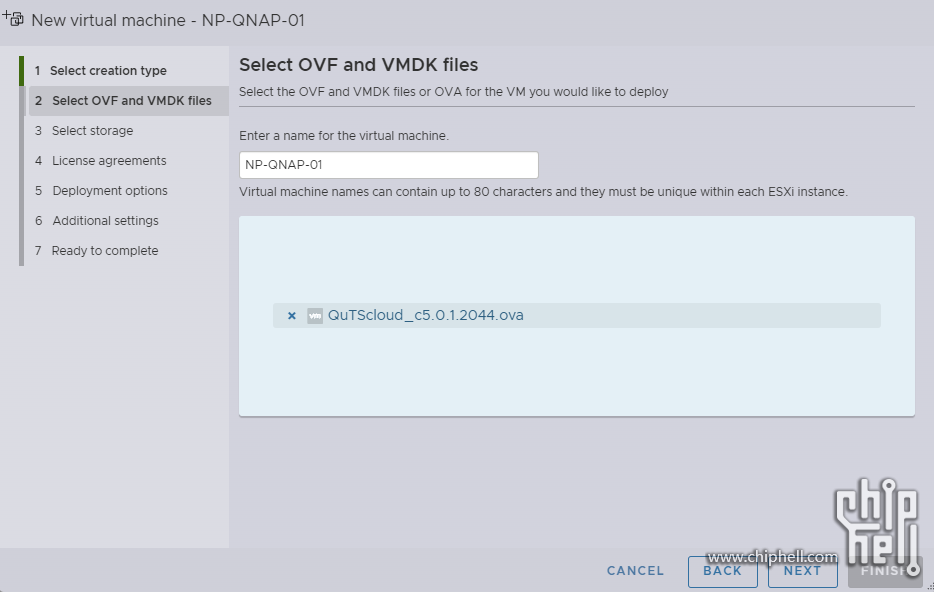 New virtual machine - NP-QNAP-01
1 Select creation type
2 Select OVF and VMDK files
3 Select storage
4 License agreements
5 Deployment options
6 Additional settings
7 Ready to complete
Select OVF and VMDK files
Select the OVF and VMDK files or OVA for the VM you would like to deploy
Enter a name for the virtual machine.
NP-QNAP-01
Virtual machine names can contain up to 80 characters and they must be unique within each ESXi instance.
vm
QuTScloud_c5.0.1.2044.ova
chip
hell
www.chiphell.com
CANCEL
BACK
NEXT
FINISH